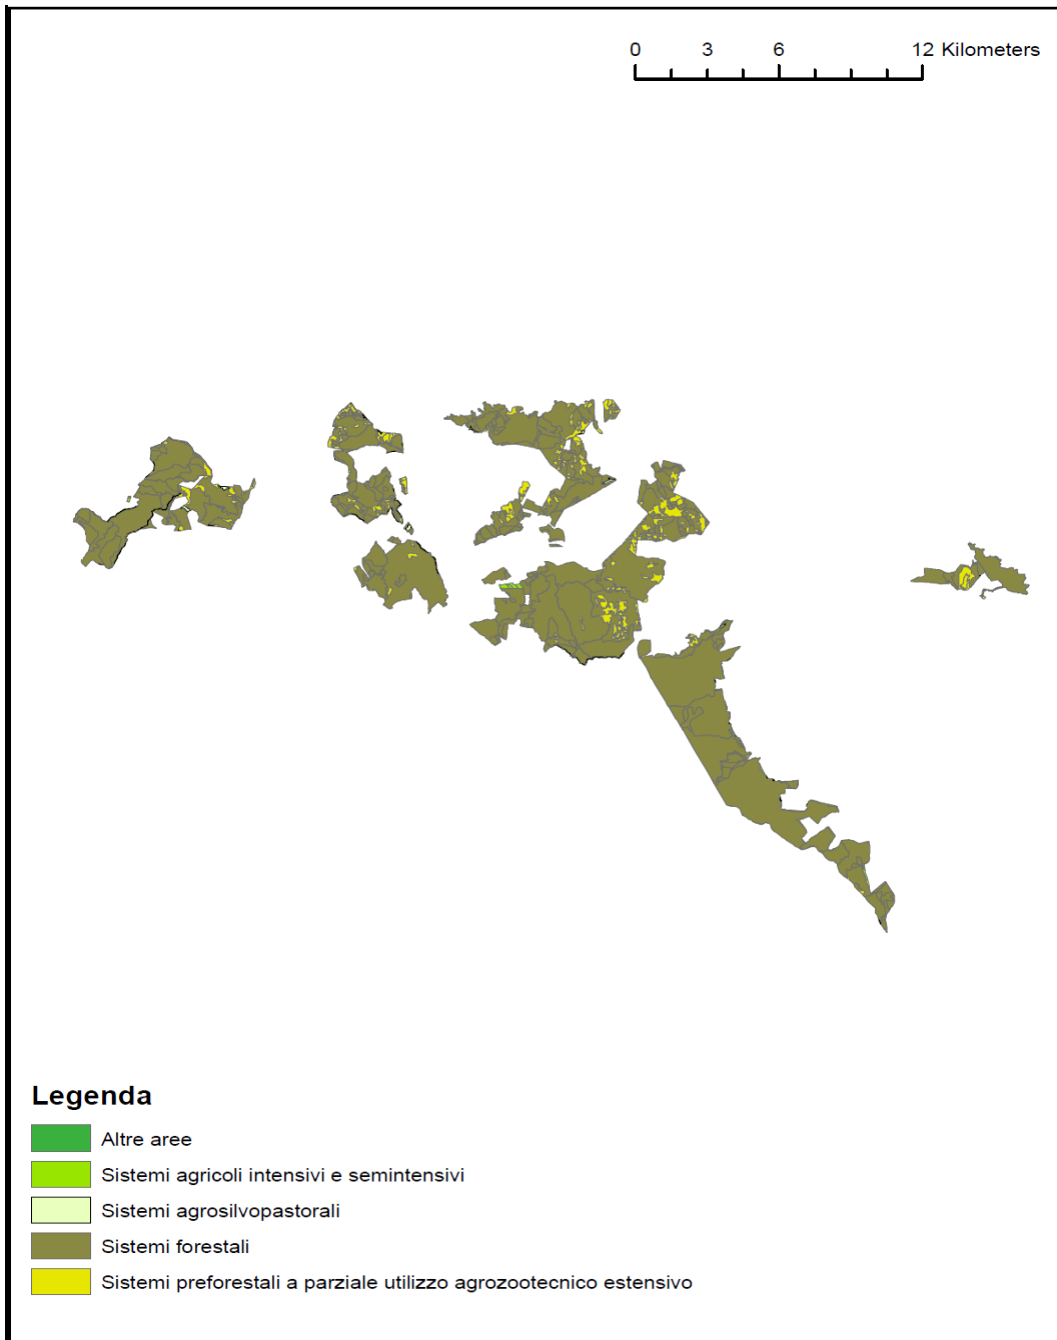 0 3 6 12 Kilometers
Legenda
Altre aree
Sistemi agricoli intensivi e semintensivi
Sistemi agrosilvopastorali
Sistemi forestali
Sistemi preforestali a parziale utilizzo agrozootecnico estensivo